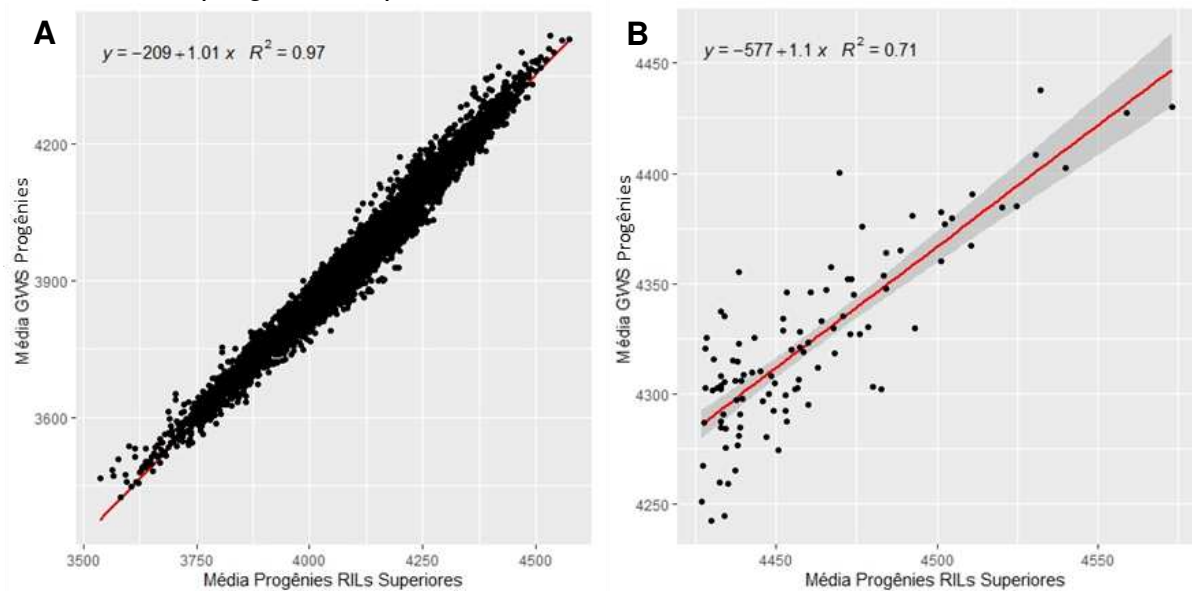 A
y = −209 + 1.01 x   R² = 0.97
4200
3900
3600
Média GWS Progênies
3500 3750 4000 4250 4500
Média Progênies RILs Superiores
B
y = −577 + 1.1 x   R² = 0.71
4450
4400
4350
4300
4250
Média GWS Progênies
4450 4500 4550
Média Progênies RILs Superiores